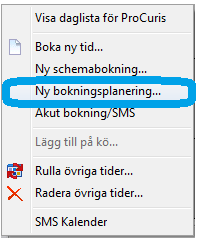 Visa daglista för ProCuris
Boka ny tid...
Ny schemabokning...
Ny bokningsplanering...
Akut bokning/SMS
Lägg till på kö...
Rulla övriga tider...
Radera övriga tider...
SMS Kalender